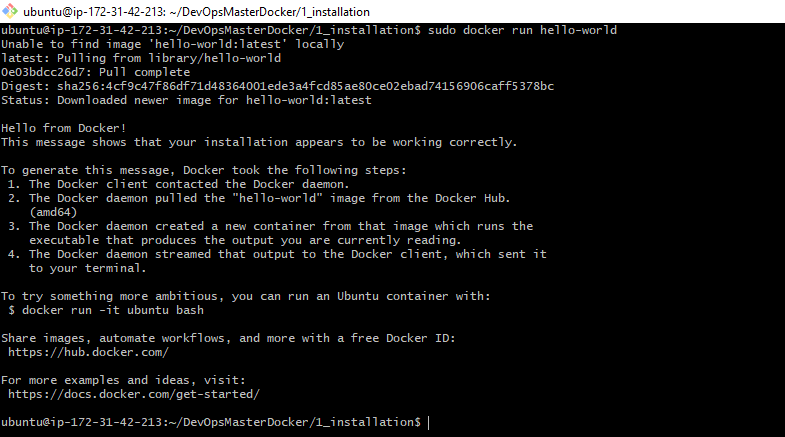 ubuntu@ip-172-31-42-213: ~/DevOpsMasterDocker/1_installation
ubuntu@ip-172-31-42-213:~/DevOpsMasterDocker/1_installation$ sudo docker run hello-world
Unable to find image 'hello-world:latest' locally
latest: Pulling from library/hello-world
0e03bdcc26d7: Pull complete
Digest: sha256:4cf9c47f86df71d48364001ede3a4fcd85ae80ce02ebad74156906caff5378bc
Status: Downloaded newer image for hello-world:latest

Hello from Docker!
This message shows that your installation appears to be working correctly.

To generate this message, Docker took the following steps:
 1. The Docker client contacted the Docker daemon.
 2. The Docker daemon pulled the "hello-world" image from the Docker Hub.
    (amd64)
 3. The Docker daemon created a new container from that image which runs the
    executable that produces the output you are currently reading.
 4. The Docker daemon streamed that output to the Docker client, which sent it
    to your terminal.

To try something more ambitious, you can run an Ubuntu container with:
 $ docker run -it ubuntu bash

Share images, automate workflows, and more with a free Docker ID:
 https://hub.docker.com/

For more examples and ideas, visit:
 https://docs.docker.com/get-started/

ubuntu@ip-172-31-42-213:~/DevOpsMasterDocker/1_installation$